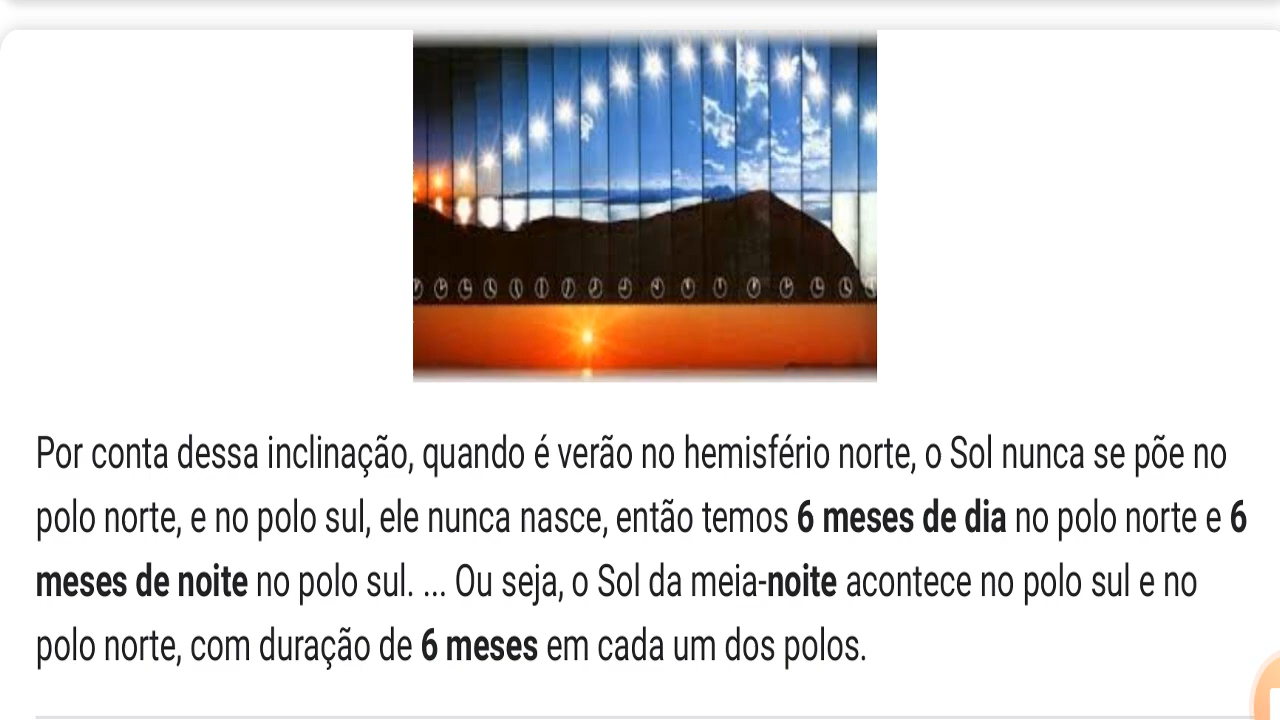 Por conta dessa inclinação, quando é verão no hemisfério norte, o Sol nunca se põe no
polo norte, e no polo sul, ele nunca nasce, então temos 6 meses de dia no polo norte e 6
meses de noite no polo sul. ... Ou seja, o Sol da meia-noite acontece no polo sul e no
polo norte, com duração de 6 meses em cada um dos polos.